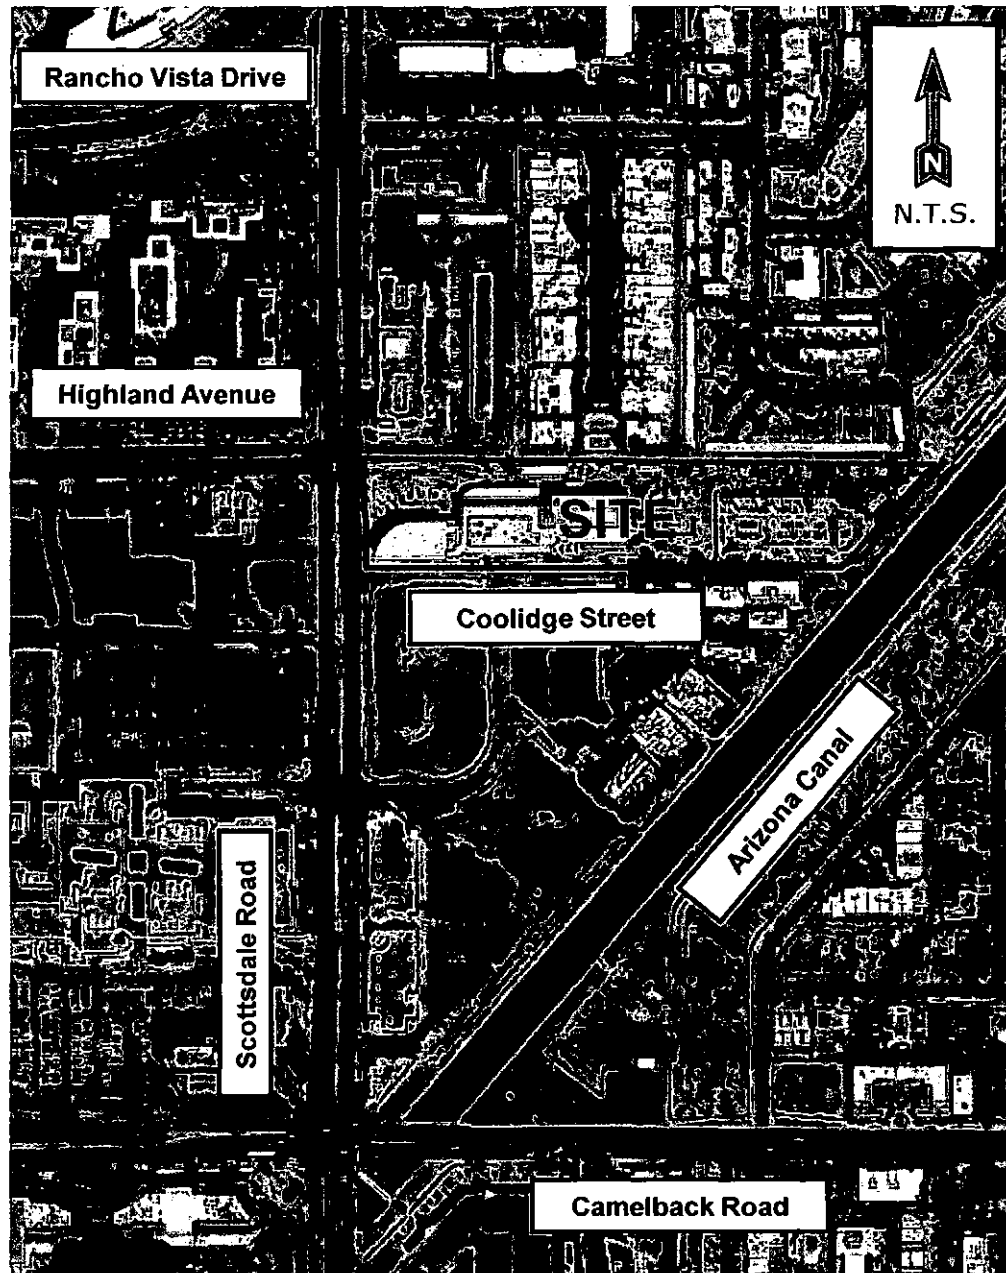 Rancho Vista Drive
N
N.T.S.
Highland Avenue
SITE
Coolidge Street
Arizona Canal
Scottsdale Road
Camelback Road